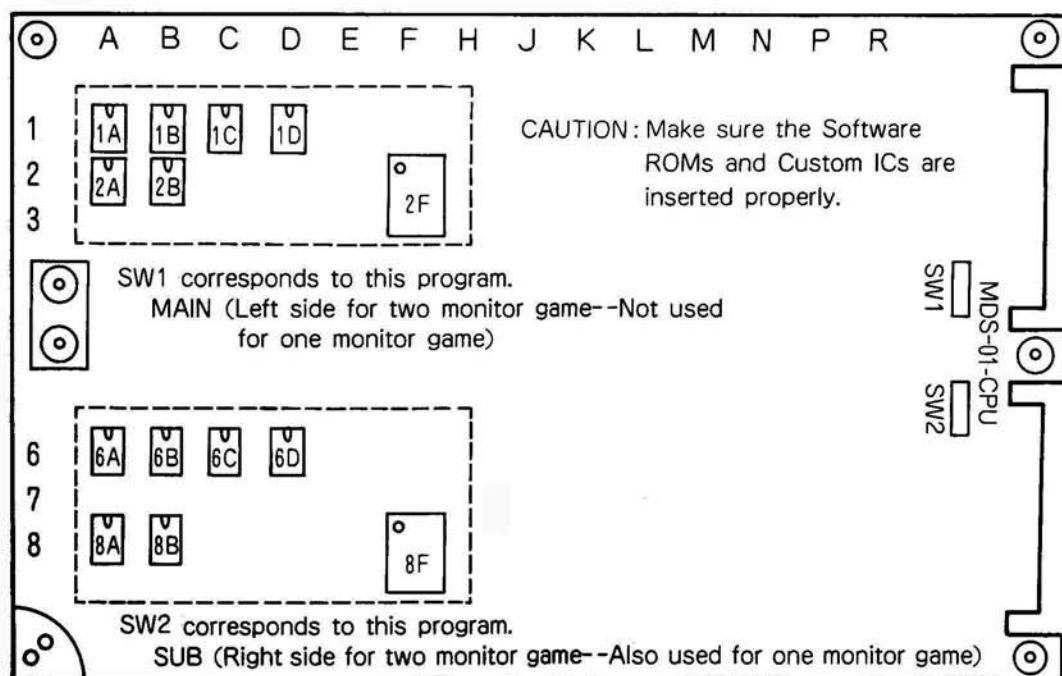 A B C D E F H J K L M N P R
1
1A 1B 1C 1D
CAUTION: Make sure the Software
ROMs and Custom ICs are
inserted properly.
2
2A 2B
2F
3
SW1 corresponds to this program.
MAIN (Left side for two monitor game--Not used
for one monitor game)
SW1
MDS-01-CPU
SW2
6
6A 6B 6C 6D
7
8
8A 8B
8F
SW2 corresponds to this program.
SUB (Right side for two monitor game--Also used for one monitor game)